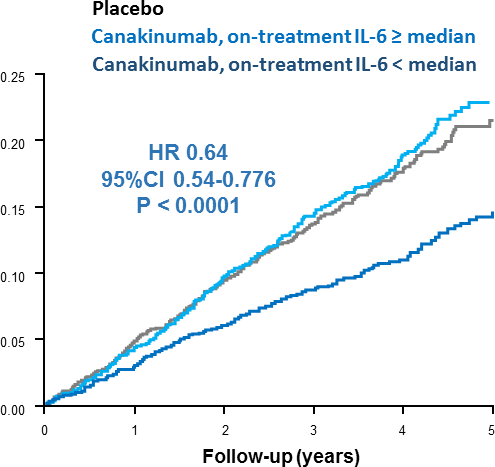 Placebo
Canakinumab, on-treatment IL-6 ≥ median
Canakinumab, on-treatment IL-6 < median
0.25
0.20
0.15
0.10
0.05
0.00
HR 0.64
95%CI 0.54-0.776
P < 0.0001
0 1 2 3 4 5
Follow-up (years)